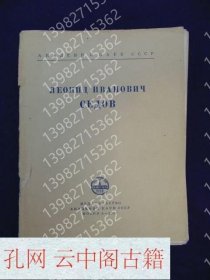 АКАДЕМИЯ НАУК СССР
ЛЕОНИД ИВАНОВИЧ
СЕДОВ
13982715362
孔网 云中阁古籍